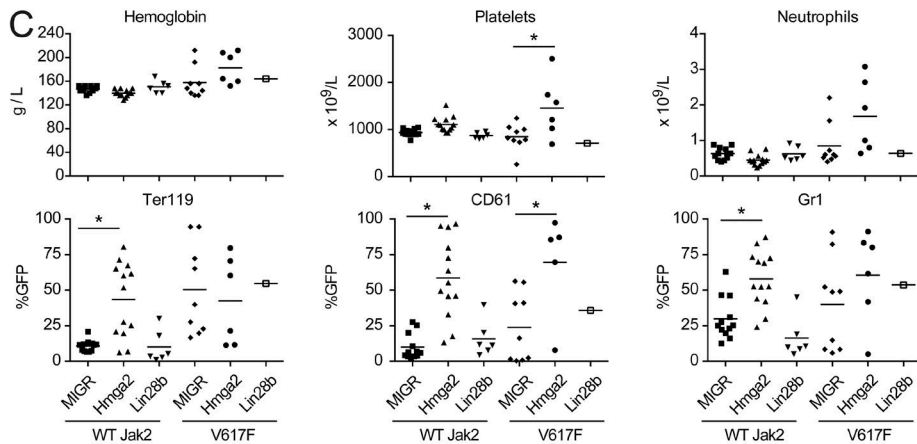 C
Hemoglobin
g / L
240
200
160
120
80
40
0
Platelets
x 10⁹/L
3000
2000
1000
0
*
Neutrophils
x 10⁹/L
4
3
2
1
0
Ter119
%GFP
100
75
50
25
0
*
CD61
%GFP
100
75
50
25
0
* *
Gr1
%GFP
100
75
50
25
0
*
MIGR Hmga2 Lin28b MIGR Hmga2 Lin28b
WT Jak2 V617F
MIGR Hmga2 Lin28b MIGR Hmga2 Lin28b
WT Jak2 V617F
MIGR Hmga2 Lin28b MIGR Hmga2 Lin28b
WT Jak2 V617F